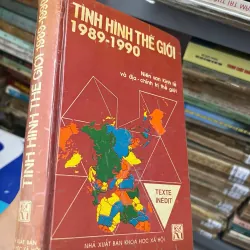 TÌNH HÌNH THẾ GIỚI
1989-1990
Niên san kinh tế
và địa-chính trị thế giới
TEXTE
INÉDIT
NHÀ XUẤT BẢN KHOA HỌC XÃ HỘI
TÌNH HÌNH THẾ GIỚI 1989-1990